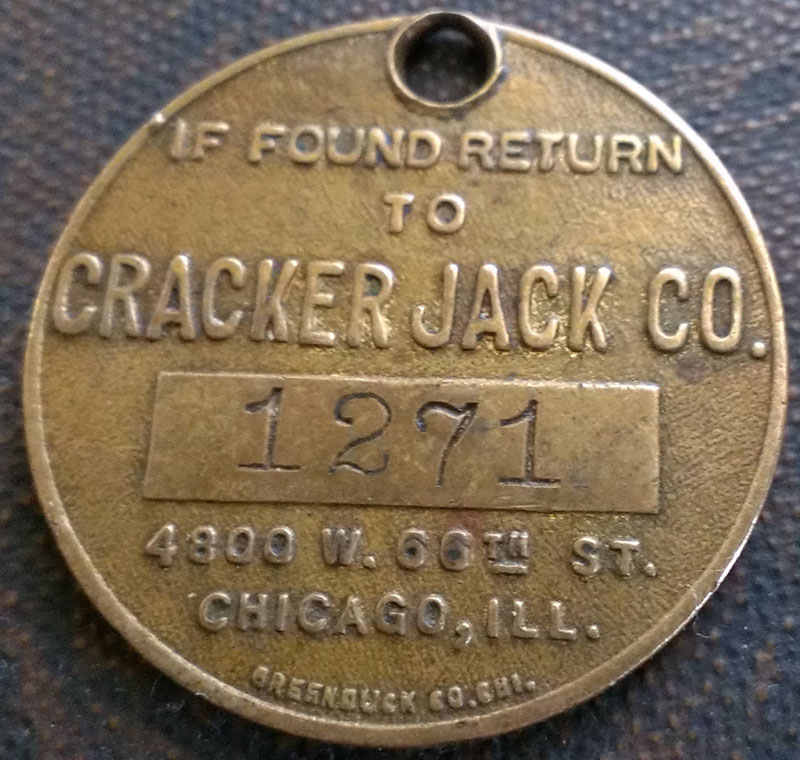 IF FOUND RETURN
TO
CRACKER JACK CO.
1271
4800 W. 66TH ST.
CHICAGO, ILL.
GREENDUCK CO. CHI.